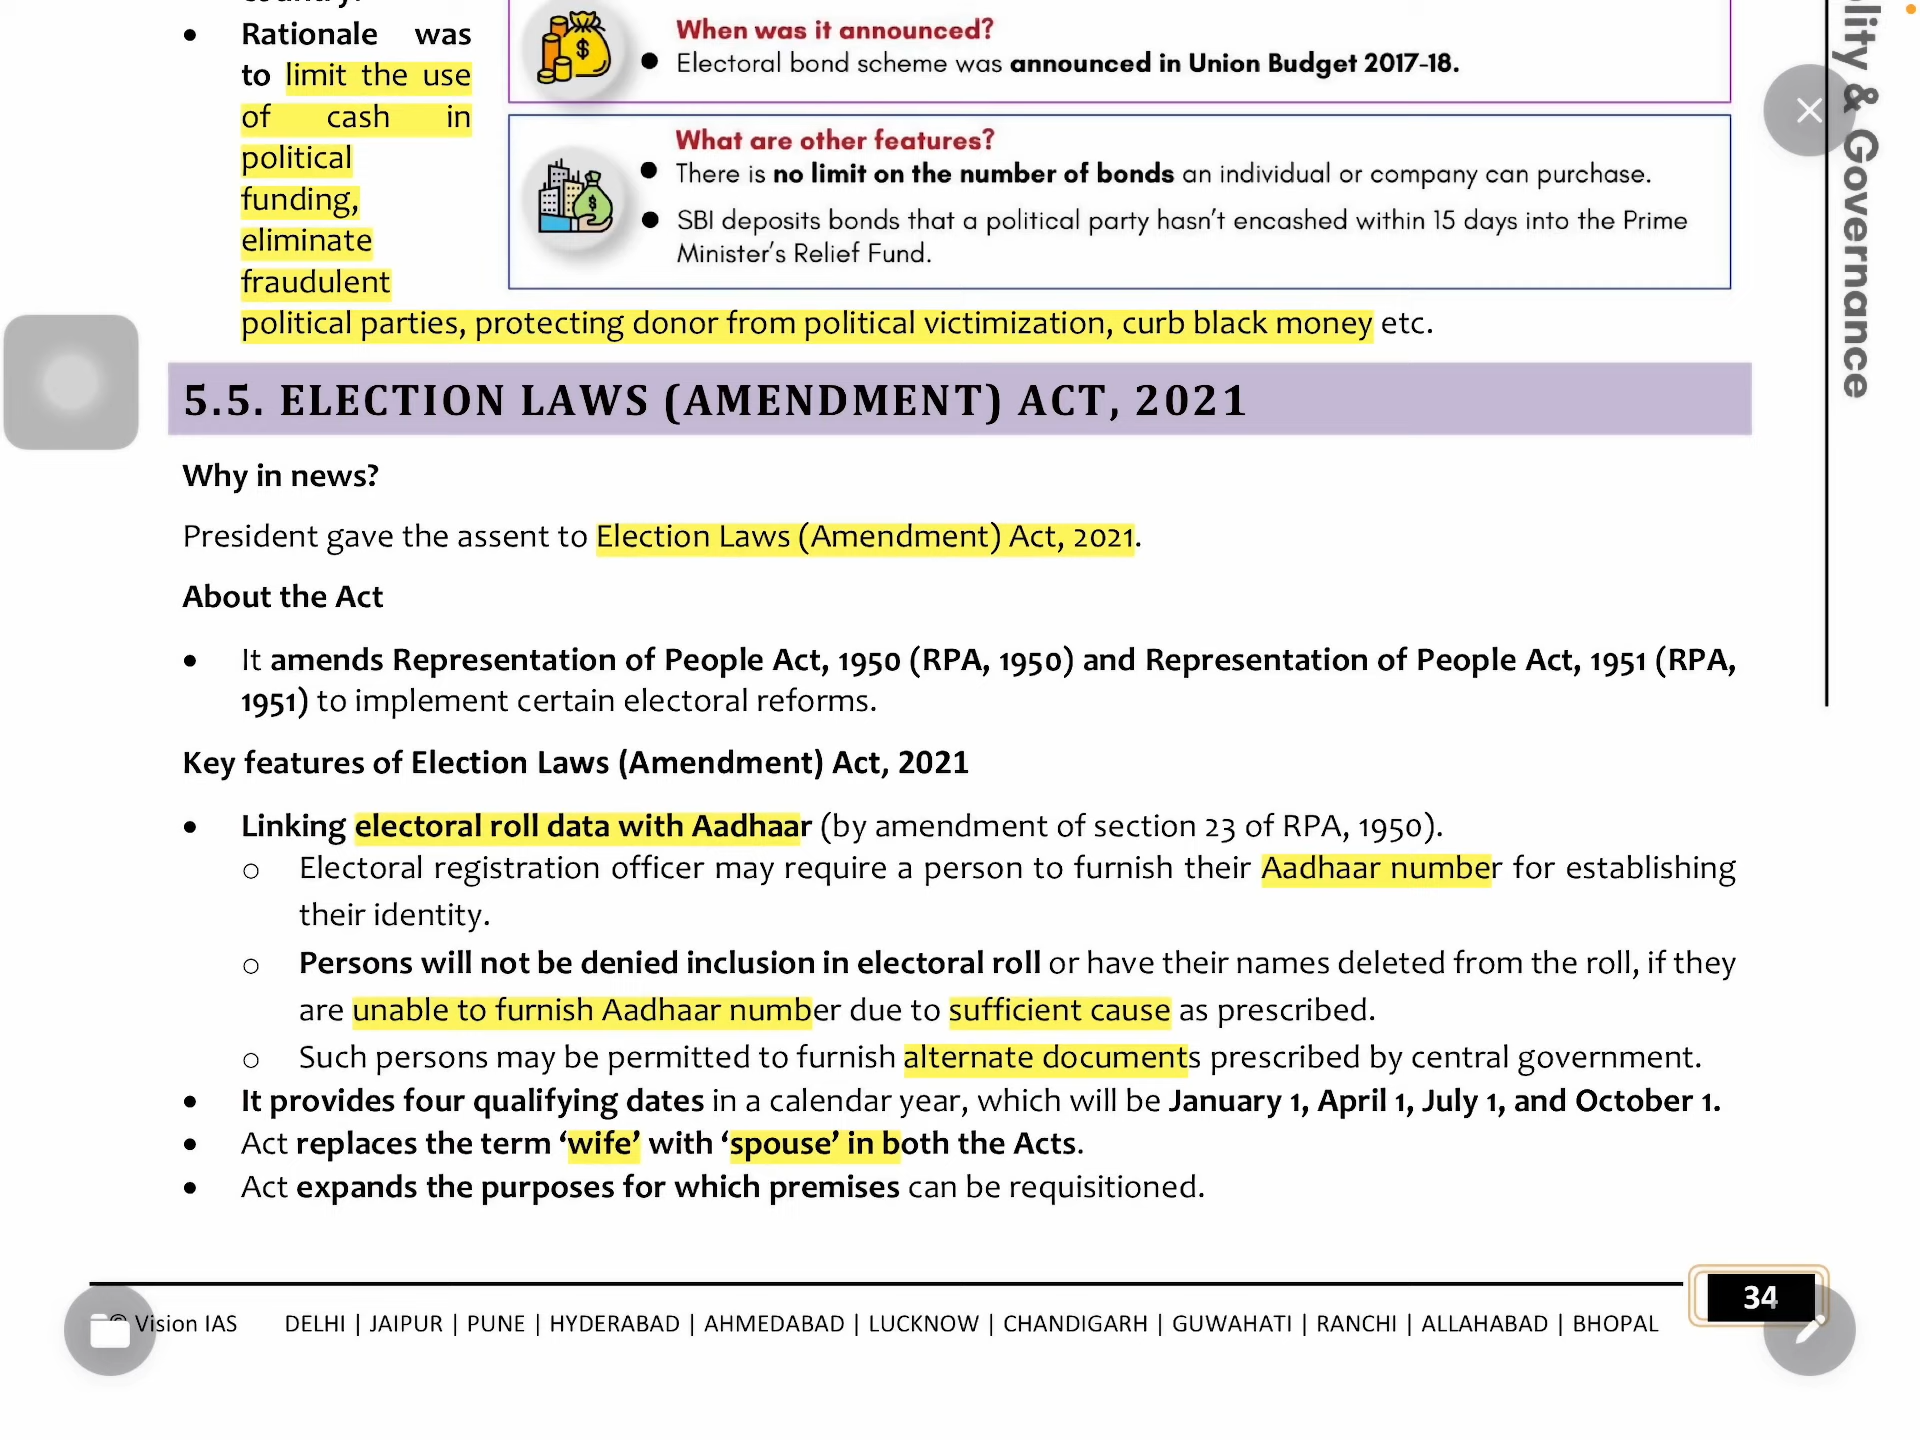 Rationale was
to limit the use
of cash in
political
funding,
eliminate
fraudulent
political parties, protecting donor from political victimization, curb black money etc.
When was it announced?
Electoral bond scheme was announced in Union Budget 2017-18.
What are other features?
There is no limit on the number of bonds an individual or company can purchase.
SBI deposits bonds that a political party hasn't encashed within 15 days into the Prime
Minister's Relief Fund.
5.5. ELECTION LAWS (AMENDMENT) ACT, 2021
Why in news?
President gave the assent to Election Laws (Amendment) Act, 2021.
About the Act
• It amends Representation of People Act, 1950 (RPA, 1950) and Representation of People Act, 1951 (RPA,
1951) to implement certain electoral reforms.
Key features of Election Laws (Amendment) Act, 2021
• Linking electoral roll data with Aadhaar (by amendment of section 23 of RPA, 1950).
o Electoral registration officer may require a person to furnish their Aadhaar number for establishing
their identity.
o Persons will not be denied inclusion in electoral roll or have their names deleted from the roll, if they
are unable to furnish Aadhaar number due to sufficient cause as prescribed.
o Such persons may be permitted to furnish alternate documents prescribed by central government.
• It provides four qualifying dates in a calendar year, which will be January 1, April 1, July 1, and October 1.
• Act replaces the term ‘wife’ with ‘spouse’ in both the Acts.
• Act expands the purposes for which premises can be requisitioned.
& Governance
34
© Vision IAS DELHI | JAIPUR | PUNE | HYDERABAD | AHMEDABAD | LUCKNOW | CHANDIGARH | GUWAHATI | RANCHI | ALLAHABAD | BHOPAL